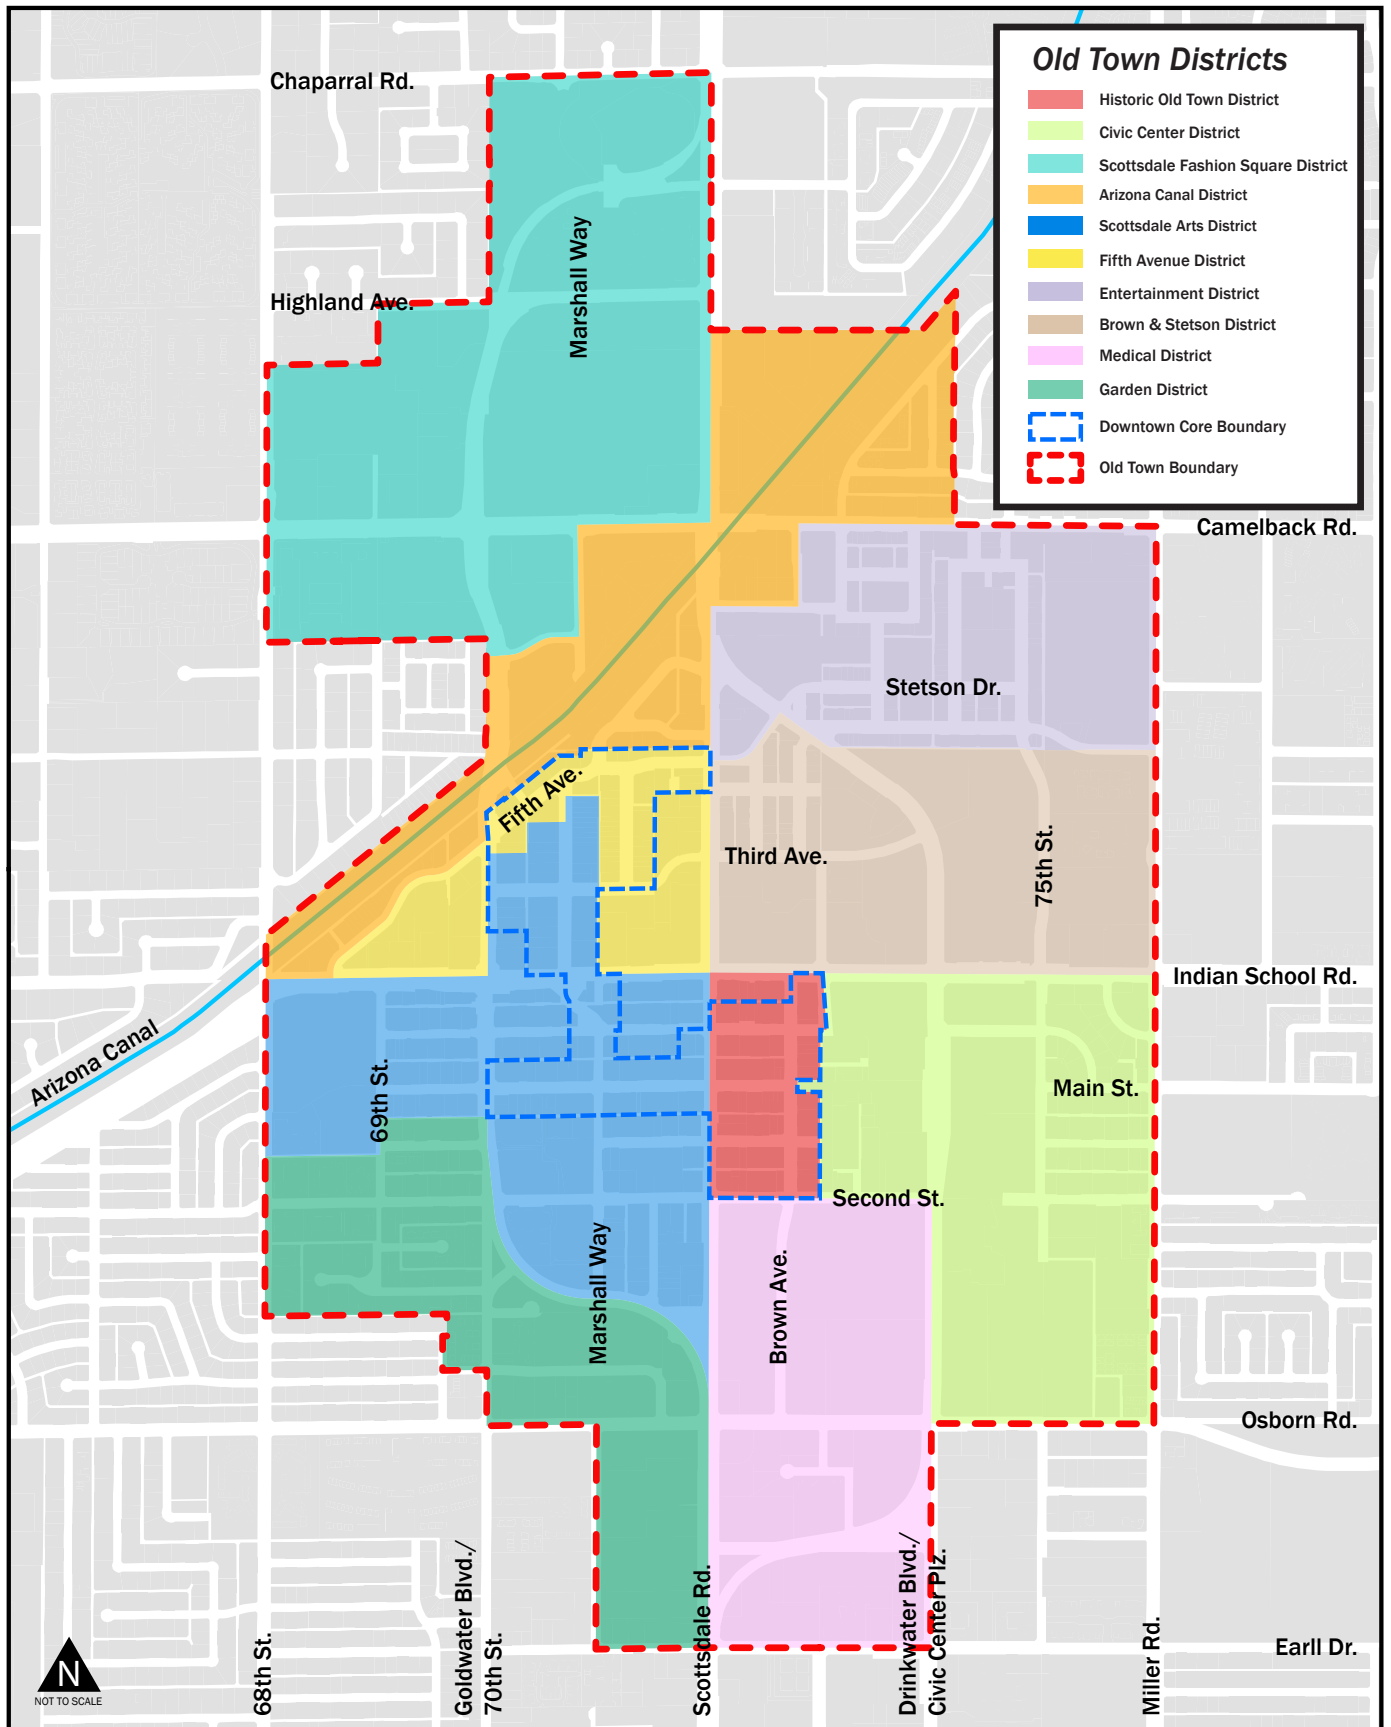 Old Town Districts
Historic Old Town District
Civic Center District
Scottsdale Fashion Square District
Arizona Canal District
Scottsdale Arts District
Fifth Avenue District
Entertainment District
Brown & Stetson District
Medical District
Garden District
Downtown Core Boundary
Old Town Boundary
Chaparral Rd.
Marshall Way
Highland Ave.
Camelback Rd.
Stetson Dr.
Fifth Ave.
Third Ave.
75th St.
Indian School Rd.
Arizona Canal
69th St.
Main St.
Second St.
Marshall Way
Brown Ave.
Osborn Rd.
68th St.
Goldwater Blvd./
70th St.
Scottsdale Rd.
Drinkwater Blvd./
Civic Center Plz.
Miller Rd.
Earll Dr.
N
NOT TO SCALE